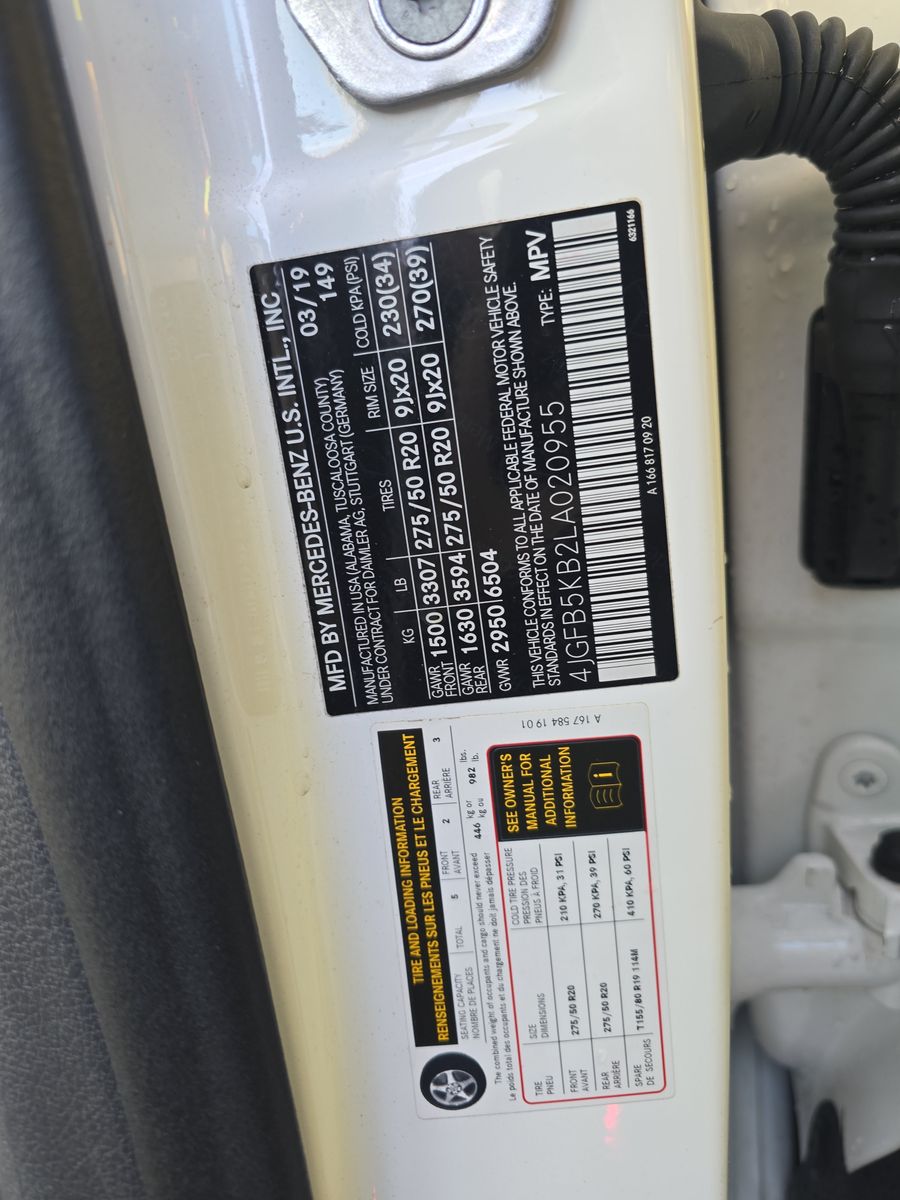 MFD BY MERCEDES-BENZ U.S. INTL., INC
MANUFACTURED IN USA (ALABAMA, TUSCALOOSA COUNTY) 03/19
UNDER CONTRACT FOR DAIMLER AG, STUTTGART (GERMANY) 149
KG LB TIRES RIM SIZE COLD KPA (PSI)
GAWR FRONT 1500 3307 275/50 R20 9Jx20 230(34)
GAWR REAR 1630 3594 275/50 R20 9Jx20 270(39)
GVWR 2950 6504
THIS VEHICLE CONFORMS TO ALL APPLICABLE FEDERAL MOTOR VEHICLE SAFETY
STANDARDS IN EFFECT ON THE DATE OF MANUFACTURE SHOWN ABOVE.
4JGFB5KB2LA020955 TYPE: MPV
A 166 817 09 20 6321166
TIRE AND LOADING INFORMATION
RENSEIGNEMENTS SUR LES PNEUS ET LE CHARGEMENT
SEATING CAPACITY TOTAL 5 FRONT 2 REAR 3
NOMBRE DE PLACES AVANT ARRIÈRE
The combined weight of occupants and cargo should never exceed 446 kg or 982 lbs.
Le poids total des occupants et du chargement ne doit jamais dépasser kg ou lb.
TIRE SIZE COLD TIRE PRESSURE
PNEU DIMENSIONS PRESSION DES PNEUS À FROID
FRONT AVANT 275/50 R20 210 KPA, 31 PSI
REAR ARRIÈRE 275/50 R20 270 KPA, 39 PSI
SPARE DE SECOURS T155/80 R19 114M 410 KPA, 60 PSI
SEE OWNER'S
MANUAL FOR
ADDITIONAL
INFORMATION
A 167 584 19 01